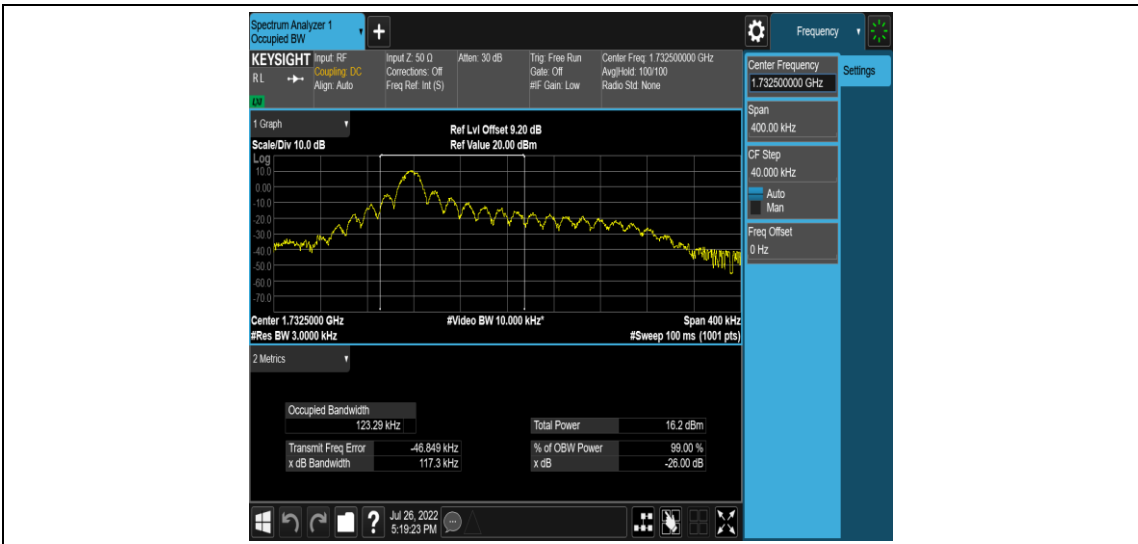 Spectrum Analyzer 1
Occupied BW
+
Frequency
KEYSIGHT
RL
LNI
Input: RF
Coupling: DC
Align: Auto
Input Z: 50 Ω
Corrections: Off
Freq Ref: Int (S)
Atten: 30 dB
Trig: Free Run
Gate: Off
#IF Gain: Low
Center Freq: 1.732500000 GHz
Avg|Hold: 100/100
Radio Std: None
Center Frequency
1.732500000 GHz
Settings
Span
400.00 kHz
CF Step
40.000 kHz
Auto
Man
Freq Offset
0 Hz
1 Graph
Scale/Div 10.0 dB
Ref Lvl Offset 9.20 dB
Ref Value 20.00 dBm
Log
10.0
0.00
-10.0
-20.0
-30.0
-40.0
-50.0
-60.0
-70.0
Center 1.7325000 GHz
#Video BW 10.000 kHz*
Span 400 kHz
#Res BW 3.0000 kHz
#Sweep 100 ms (1001 pts)
2 Metrics
Occupied Bandwidth
123.29 kHz
Total Power 16.2 dBm
Transmit Freq Error -46.849 kHz
% of OBW Power 99.00 %
x dB Bandwidth 117.3 kHz
x dB -26.00 dB
?
Jul 26, 2022
5:19:23 PM